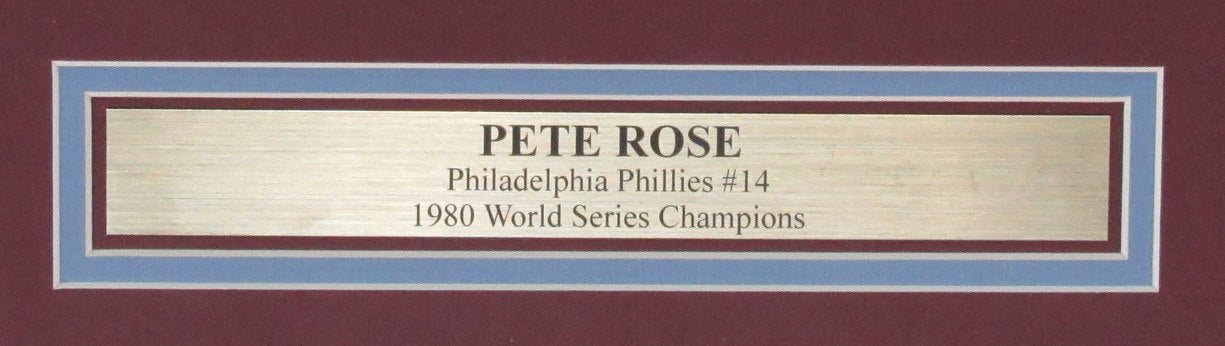 PETE ROSE
Philadelphia Phillies #14
1980 World Series Champions